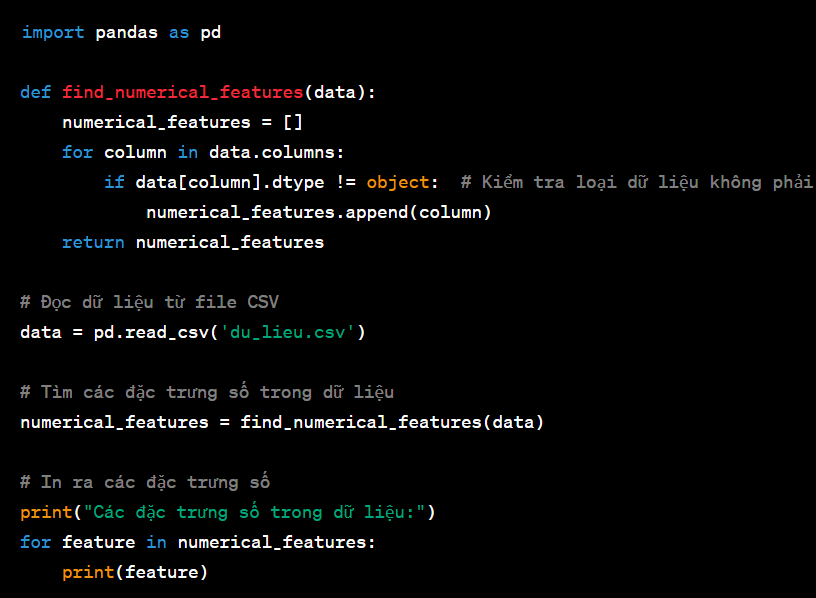 import pandas as pd
def find_numerical_features(data):
    numerical_features = []
    for column in data.columns:
        if data[column].dtype != object:  # Kiểm tra loại dữ liệu không phải
            numerical_features.append(column)
    return numerical_features
# Đọc dữ liệu từ file CSV
data = pd.read_csv('du_lieu.csv')
# Tìm các đặc trưng số trong dữ liệu
numerical_features = find_numerical_features(data)
# In ra các đặc trưng số
print("Các đặc trưng số trong dữ liệu:")
for feature in numerical_features:
    print(feature)